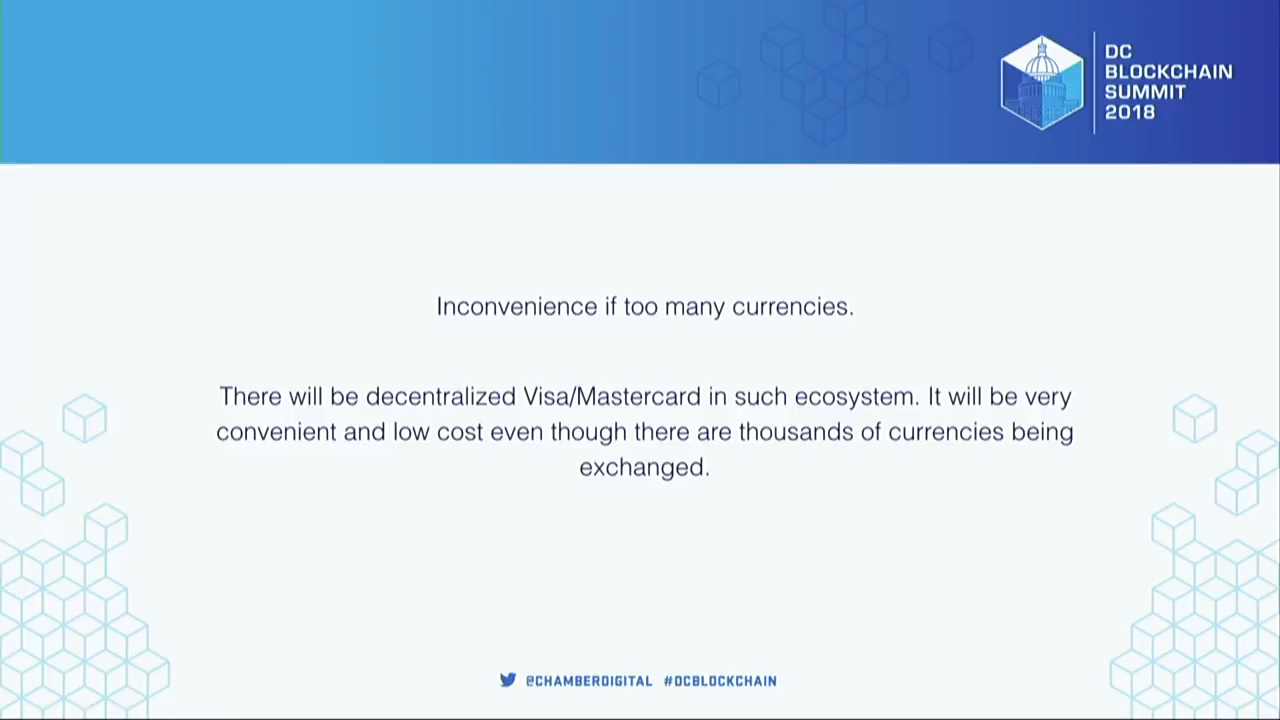 DC
BLOCKCHAIN
SUMMIT
2018
Inconvenience if too many currencies.
There will be decentralized Visa/Mastercard in such ecosystem. It will be very
convenient and low cost even though there are thousands of currencies being
exchanged.
@CHAMBERDIGITAL #DCBLOCKCHAIN